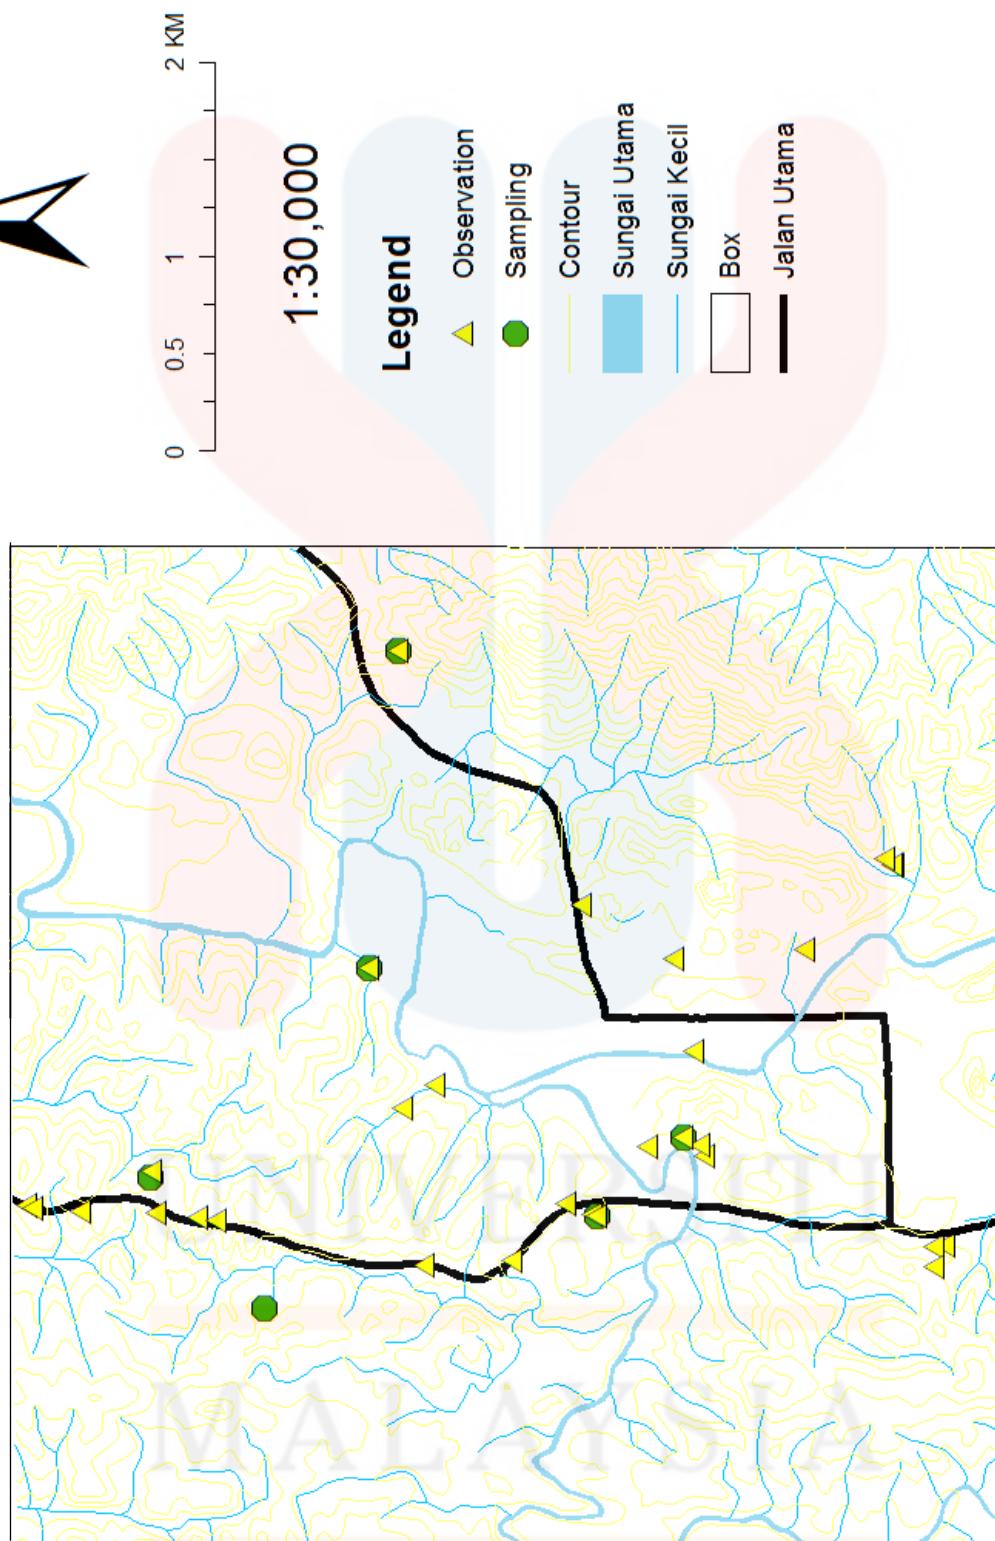 0 0.5 1 2 KM
1:30,000
Legend
Observation
Sampling
Contour
Sungai Utama
Sungai Kecil
Box
Jalan Utama
UNIVERSITI
MALAYSIA